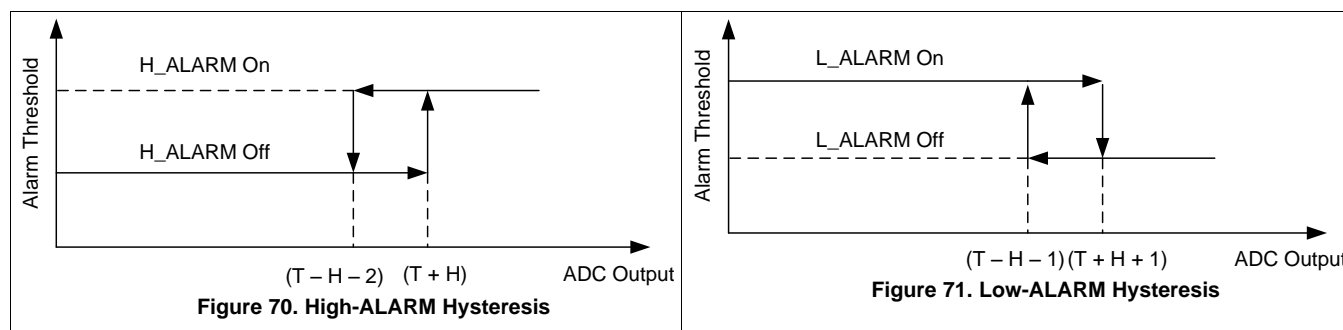 Alarm Threshold
H_ALARM On
H_ALARM Off
(T – H – 2)
(T + H)
ADC Output
Figure 70. High-ALARM Hysteresis
Alarm Threshold
L_ALARM On
L_ALARM Off
(T – H – 1)
(T + H + 1)
ADC Output
Figure 71. Low-ALARM Hysteresis